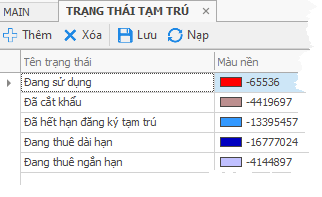 MAIN TRẠNG THÁI TẠM TRÚ ×
Thêm Xóa Lưu Nạp
Tên trạng thái Màu nền
Đang sử dụng -65536
Đã cắt khẩu -4419697
Đã hết hạn đăng ký tạm trú -13395457
Đang thuê dài hạn -16777024
Đang thuê ngắn hạn -4144897